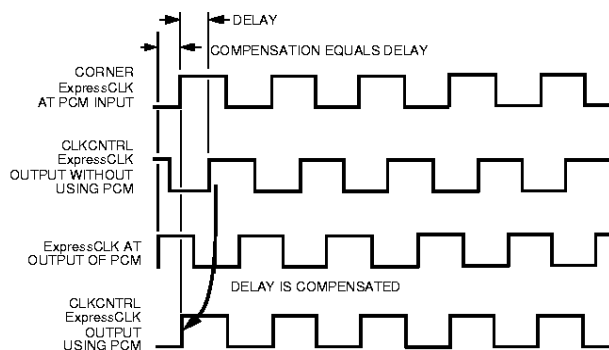 DELAY
COMPENSATION EQUALS DELAY
CORNER
ExpressCLK
AT PCM INPUT
CLKCNTRL
ExpressCLK
OUTPUT WITHOUT
USING PCM
ExpressCLK AT
OUTPUT OF PCM
DELAY IS COMPENSATED
CLKCNTRL
ExpressCLK
OUTPUT
USING PCM